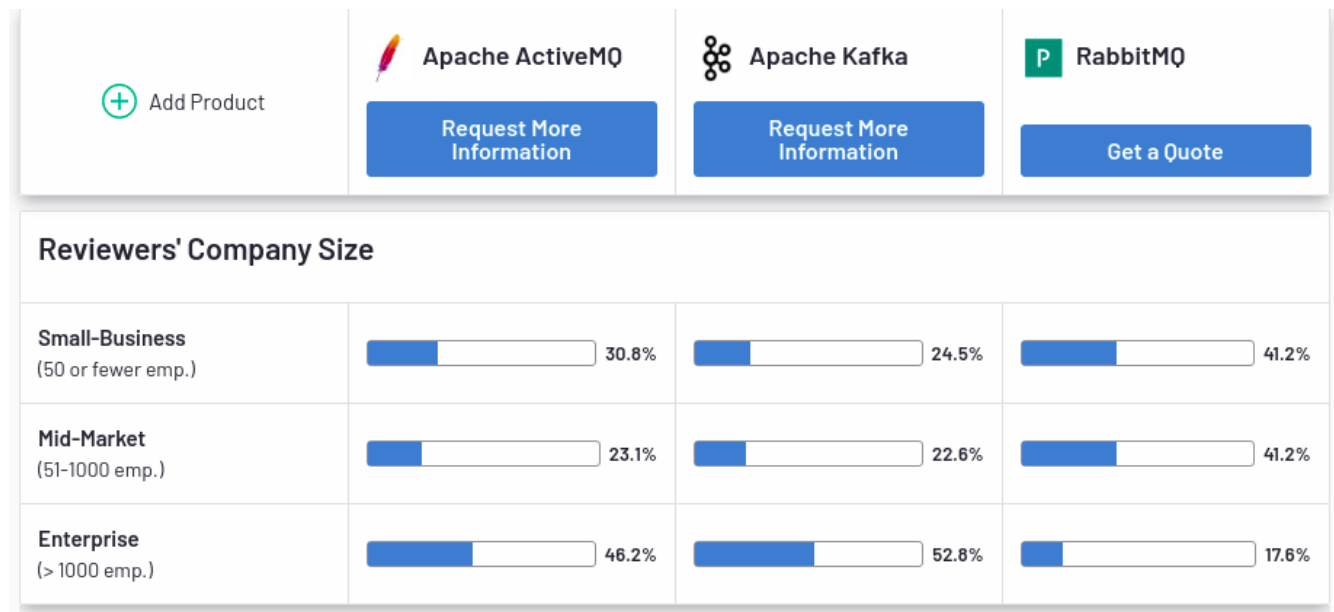 Add Product
Apache ActiveMQ
Request More
Information
Apache Kafka
Request More
Information
P RabbitMQ
Get a Quote
Reviewers' Company Size
Small-Business
(50 or fewer emp.)
30.8%
24.5%
41.2%
Mid-Market
(51-1000 emp.)
23.1%
22.6%
41.2%
Enterprise
(> 1000 emp.)
46.2%
52.8%
17.6%